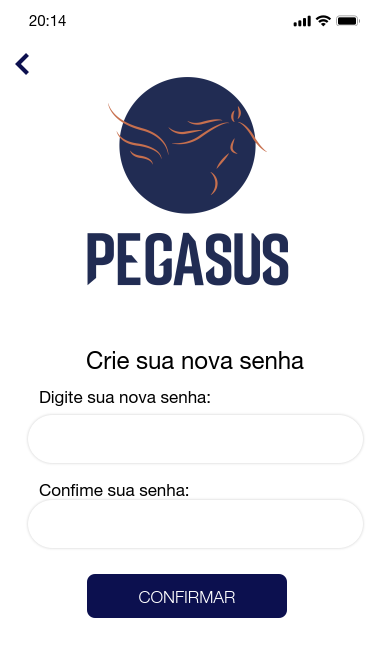 20:14
PEGASUS
Crie sua nova senha
Digite sua nova senha:
Confime sua senha:
CONFIRMAR